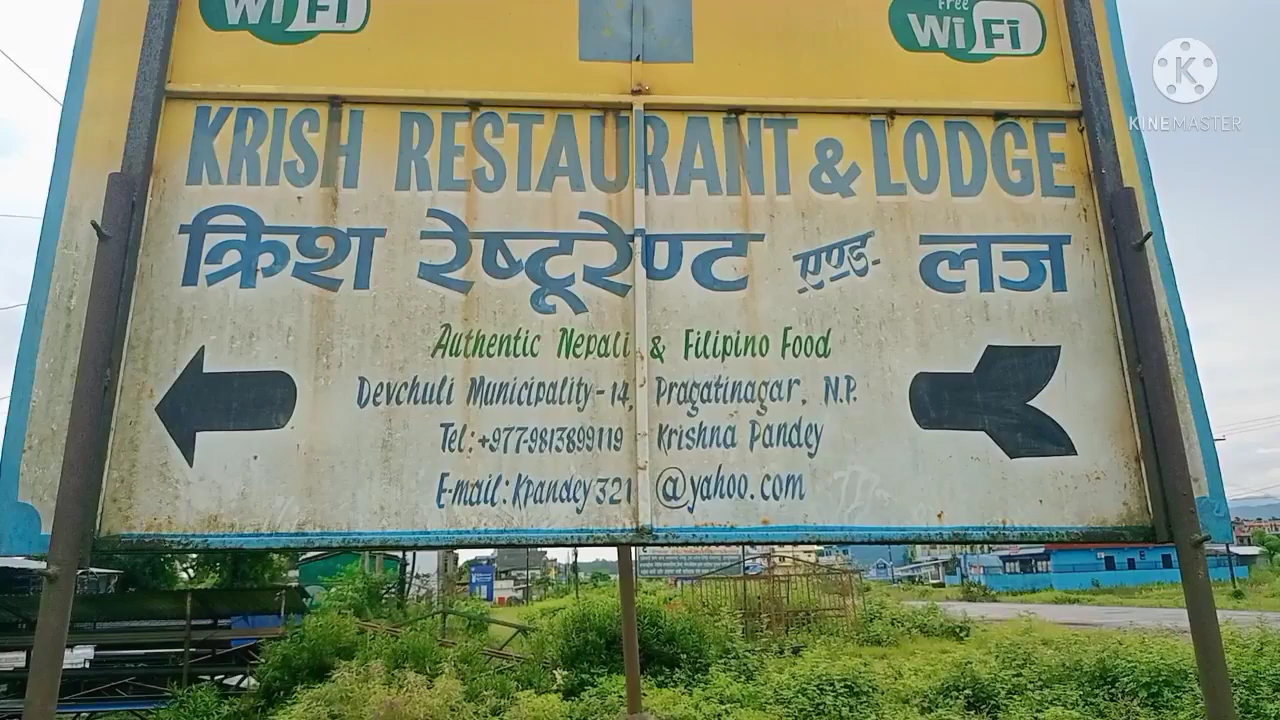 WiFi
Free
WiFi
KINEMASTER
KRISH RESTAURANT & LODGE
क्रिश रेष्टूरेण्ट एण्ड लज
Authentic Nepali & Filipino Food
Devchuli Municipality-14, Pragatinagar, N.P.
Tel:+977-9813899119 Krishna Pandey
E-mail: Kpandey321 @yahoo.com